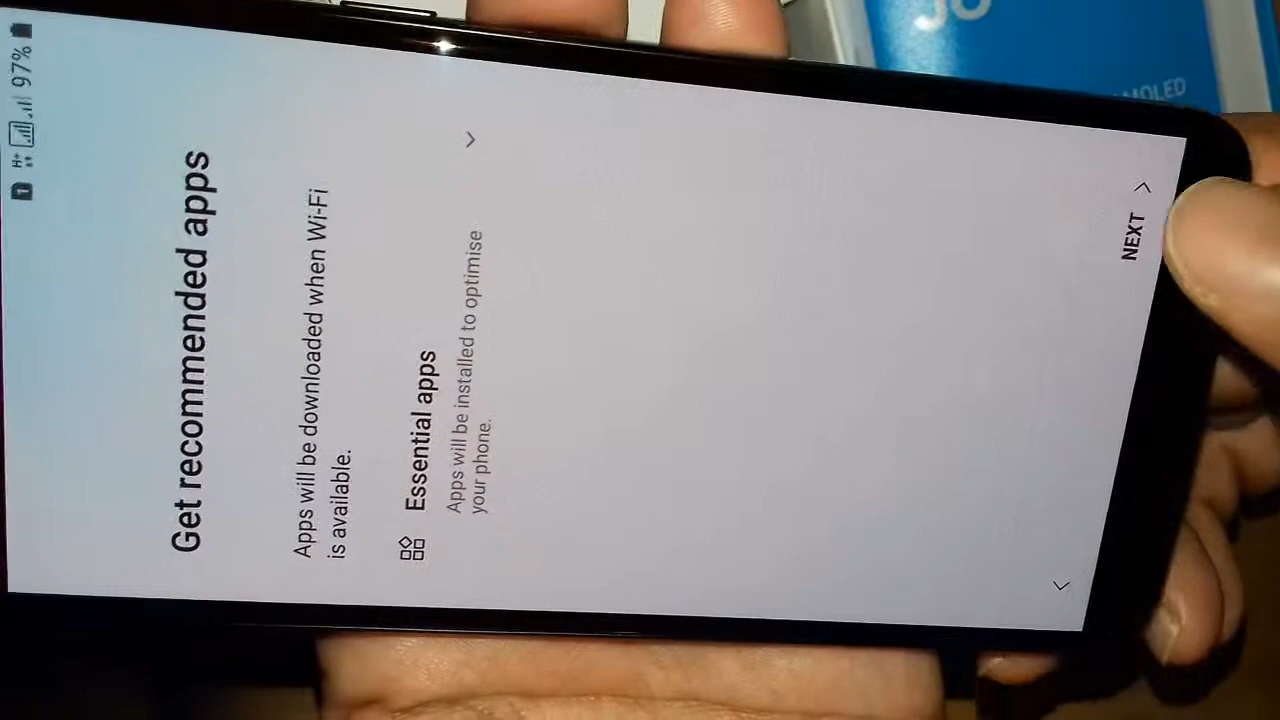 1 H+ 97%
Get recommended apps
Apps will be downloaded when Wi-Fi
is available.
Essential apps
Apps will be installed to optimise
your phone.
NEXT